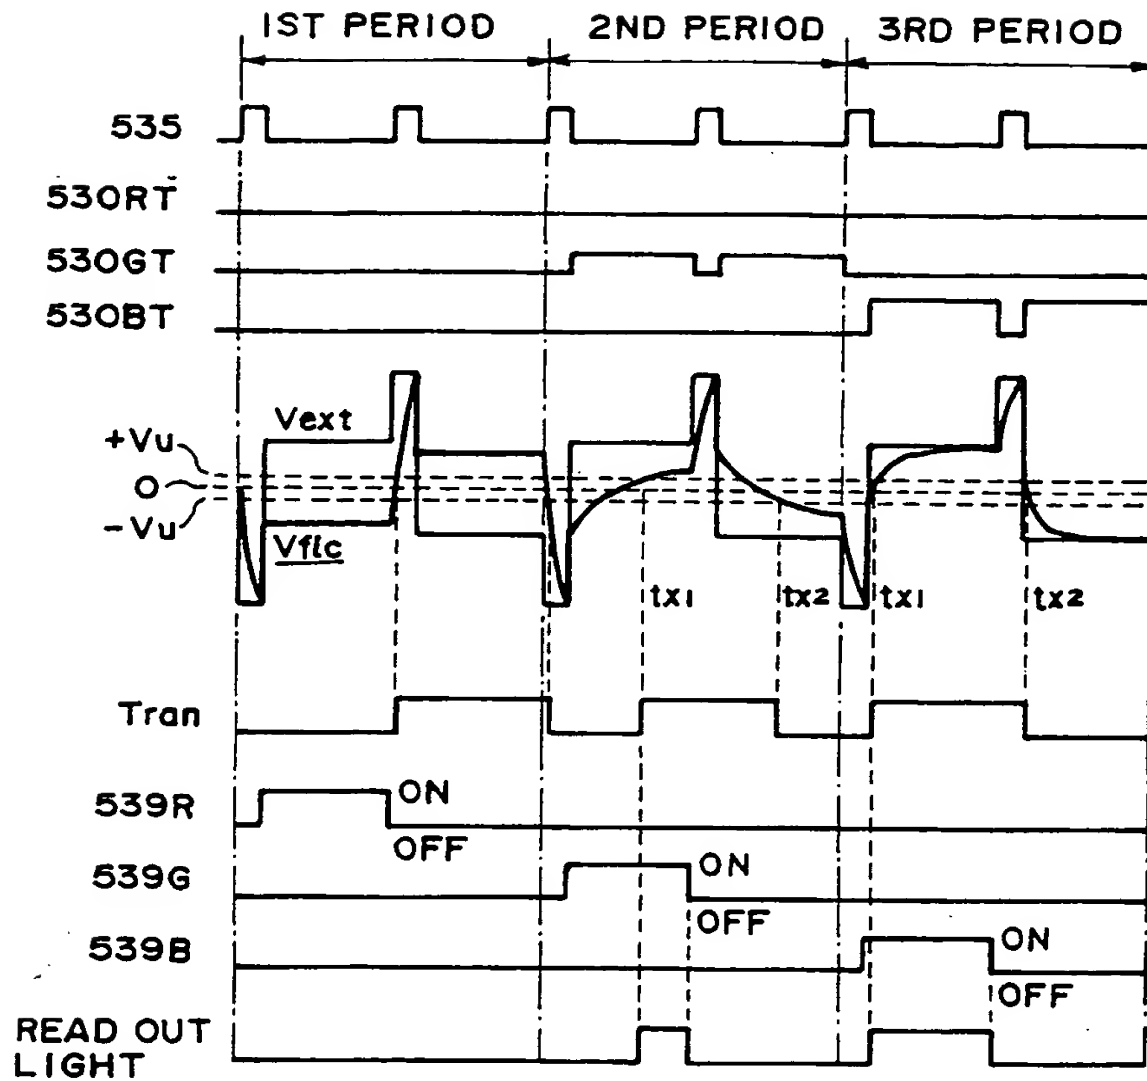 1ST PERIOD 2ND PERIOD 3RD PERIOD
535
530RT
530GT
530BT
Vext
+Vu
0
-Vu
Vflc
tx1 tx2 tx1 tx2
Tran
539R ON
OFF
539G ON
OFF
539B ON
OFF
READ OUT
LIGHT